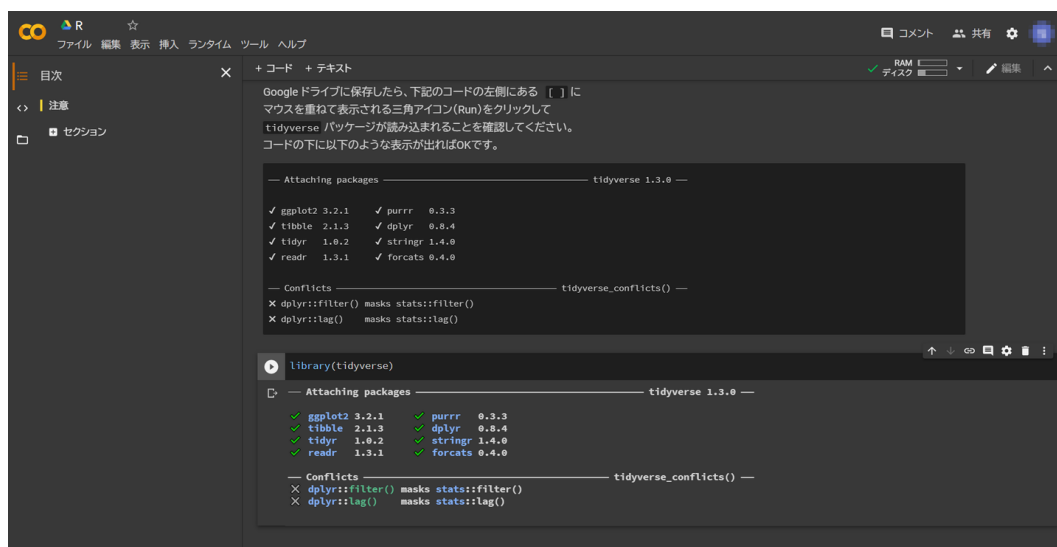 R
ファイル 編集 表示 挿入 ランタイム ツール ヘルプ
コメント 共有
目次
+ コード + テキスト
RAM
ディスク
編集
注意
セクション
Googleドライブに保存したら、下記のコードの左側にある [ ] に
マウスを重ねて表示される三角アイコン(Run)をクリックして
tidyverse パッケージが読み込まれることを確認してください。
コードの下に以下のような表示が出ればOKです。
── Attaching packages ────────────────── tidyverse 1.3.0 ──
✓ ggplot2 3.2.1 ✓ purrr 0.3.3
✓ tibble 2.1.3 ✓ dplyr 0.8.4
✓ tidyr 1.0.2 ✓ stringr 1.4.0
✓ readr 1.3.1 ✓ forcats 0.4.0
── Conflicts ────────────────── tidyverse_conflicts() ──
✕ dplyr::filter() masks stats::filter()
✕ dplyr::lag() masks stats::lag()
library(tidyverse)
── Attaching packages ────────────────── tidyverse 1.3.0 ──
✓ ggplot2 3.2.1 ✓ purrr 0.3.3
✓ tibble 2.1.3 ✓ dplyr 0.8.4
✓ tidyr 1.0.2 ✓ stringr 1.4.0
✓ readr 1.3.1 ✓ forcats 0.4.0
── Conflicts ────────────────── tidyverse_conflicts() ──
✕ dplyr::filter() masks stats::filter()
✕ dplyr::lag() masks stats::lag()